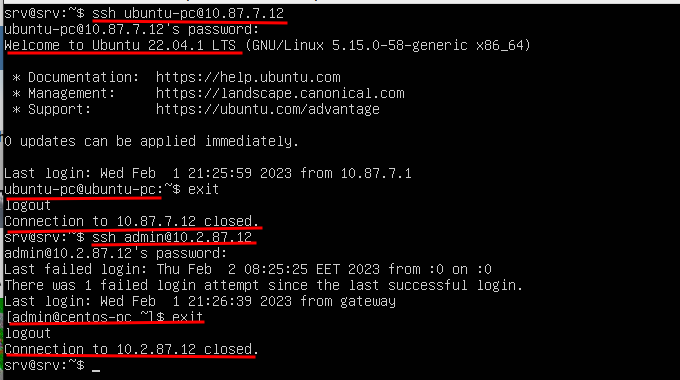 srv@srv:~$ ssh ubuntu-pc@10.87.7.12
ubuntu-pc@10.87.7.12's password:
Welcome to Ubuntu 22.04.1 LTS (GNU/Linux 5.15.0-58-generic x86_64)
* Documentation:  https://help.ubuntu.com
* Management:     https://landscape.canonical.com
* Support:        https://ubuntu.com/advantage
0 updates can be applied immediately.
Last login: Wed Feb  1 21:25:59 2023 from 10.87.7.1
ubuntu-pc@ubuntu-pc:~$ exit
logout
Connection to 10.87.7.12 closed.
srv@srv:~$ ssh admin@10.2.87.12
admin@10.2.87.12's password:
Last failed login: Thu Feb  2 08:25:25 EET 2023 from :0 on :0
There was 1 failed login attempt since the last successful login.
Last login: Wed Feb  1 21:26:39 2023 from gateway
[admin@centos-pc ~]$ exit
logout
Connection to 10.2.87.12 closed.
srv@srv:~$ _